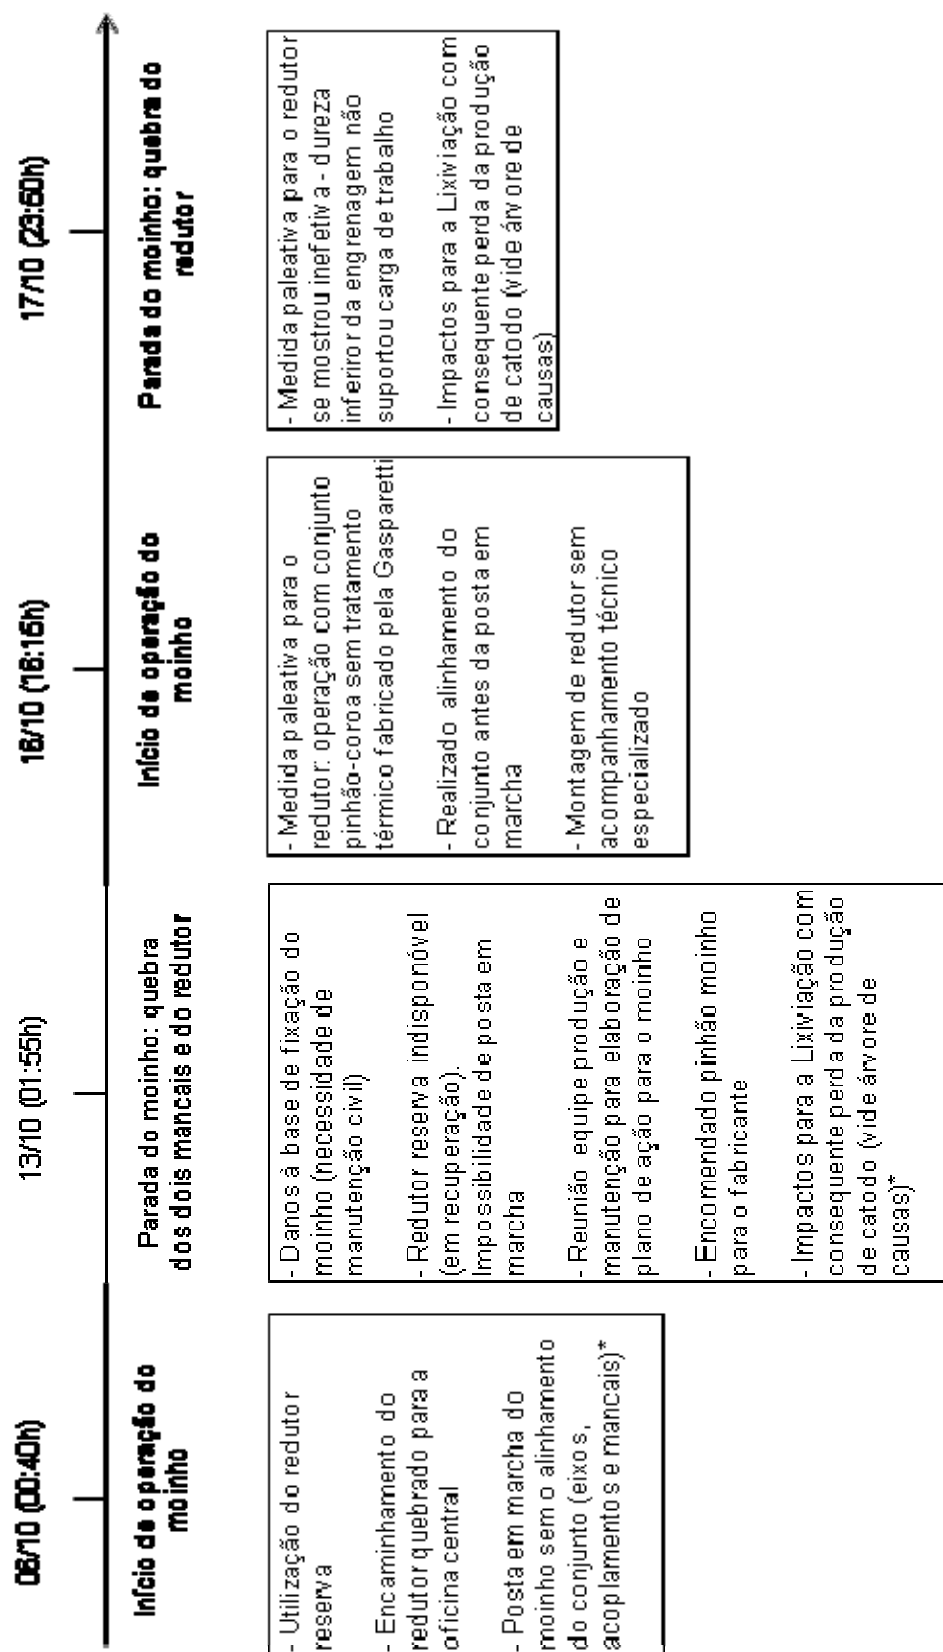 06/10 (00:40h)
Início de operação do
moinho
- Utilização do redutor
reserva
- Encaminhamento do
redutor quebrado para a
oficina central
- Posta em marcha do
moinho sem o alinhamento
do conjunto (eixos,
acoplamentos e mancais)*
13/10 (01:55h)
Parada do moinho: quebra
dos dois mancais e do redutor
- Danos à base de fixação do
moinho (necessidade de
manutenção civil)
- Redutor reserva indisponóvel
(em recuperação).
Impossibilidade de posta em
marcha
- Reunião equipe produção e
manutenção para elaboração de
plano de ação para o moinho
- Encomendado pinhão moinho
para o fabricante
- Impactos para a Lixiviação com
consequente perda da produção
de catodo (vide árvore de
causas)*
16/10 (16:15h)
Início de operação do
moinho
- Medida paleativa para o
redutor: operação com conjunto
pinhão-coroa sem tratamento
térmico fabricado pela Gasparetti
- Realizado alinhamento do
conjunto antes da posta em
marcha
- Montagem de redutor sem
acompanhamento técnico
especializado
17/10 (23:50h)
Parada do moinho: quebra do
redutor
- Medida paleativa para o redutor
se mostrou inefetiva - dureza
inferiror da engrenagem não
suportou carga de trabalho
- Impactos para a Lixiviação com
consequente perda da produção
de catodo (vide árvore de
causas)